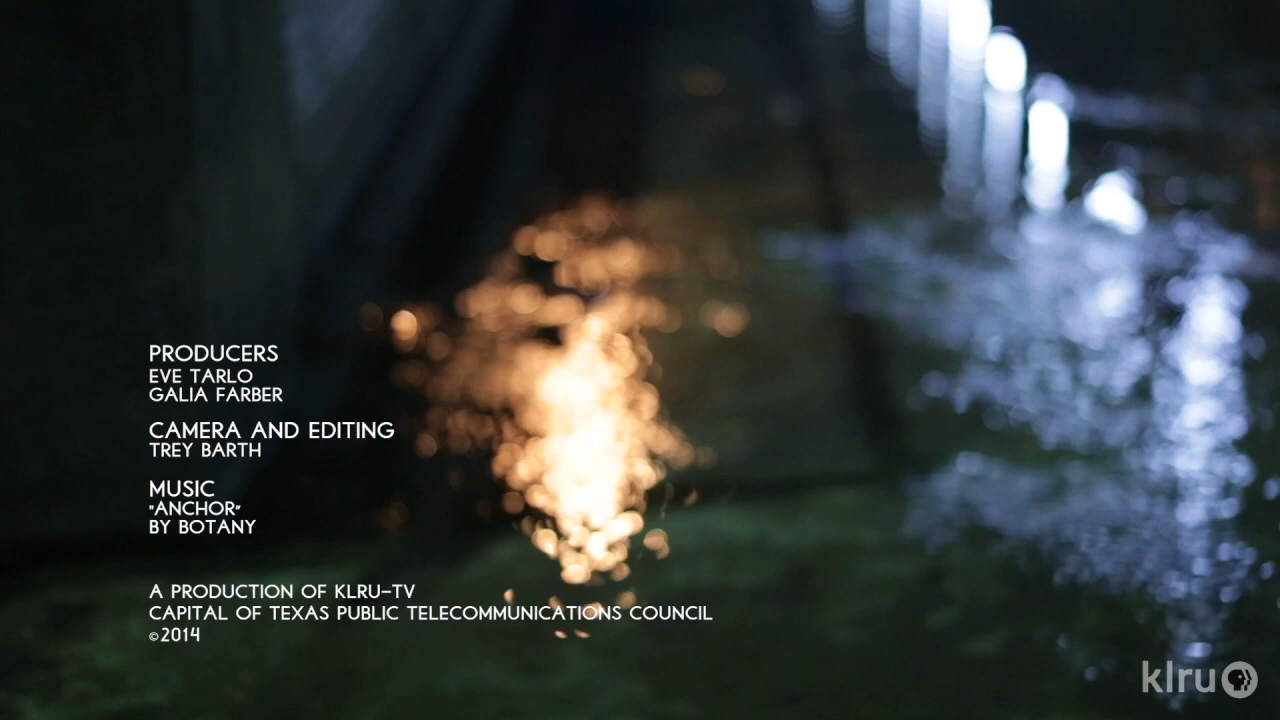 PRODUCERS
EVE TARLO
GALIA FARBER
CAMERA AND EDITING
TREY BARTH
MUSIC
"ANCHOR"
BY BOTANY
A PRODUCTION OF KLRU-TV
CAPITAL OF TEXAS PUBLIC TELECOMMUNICATIONS COUNCIL
©2014
klru